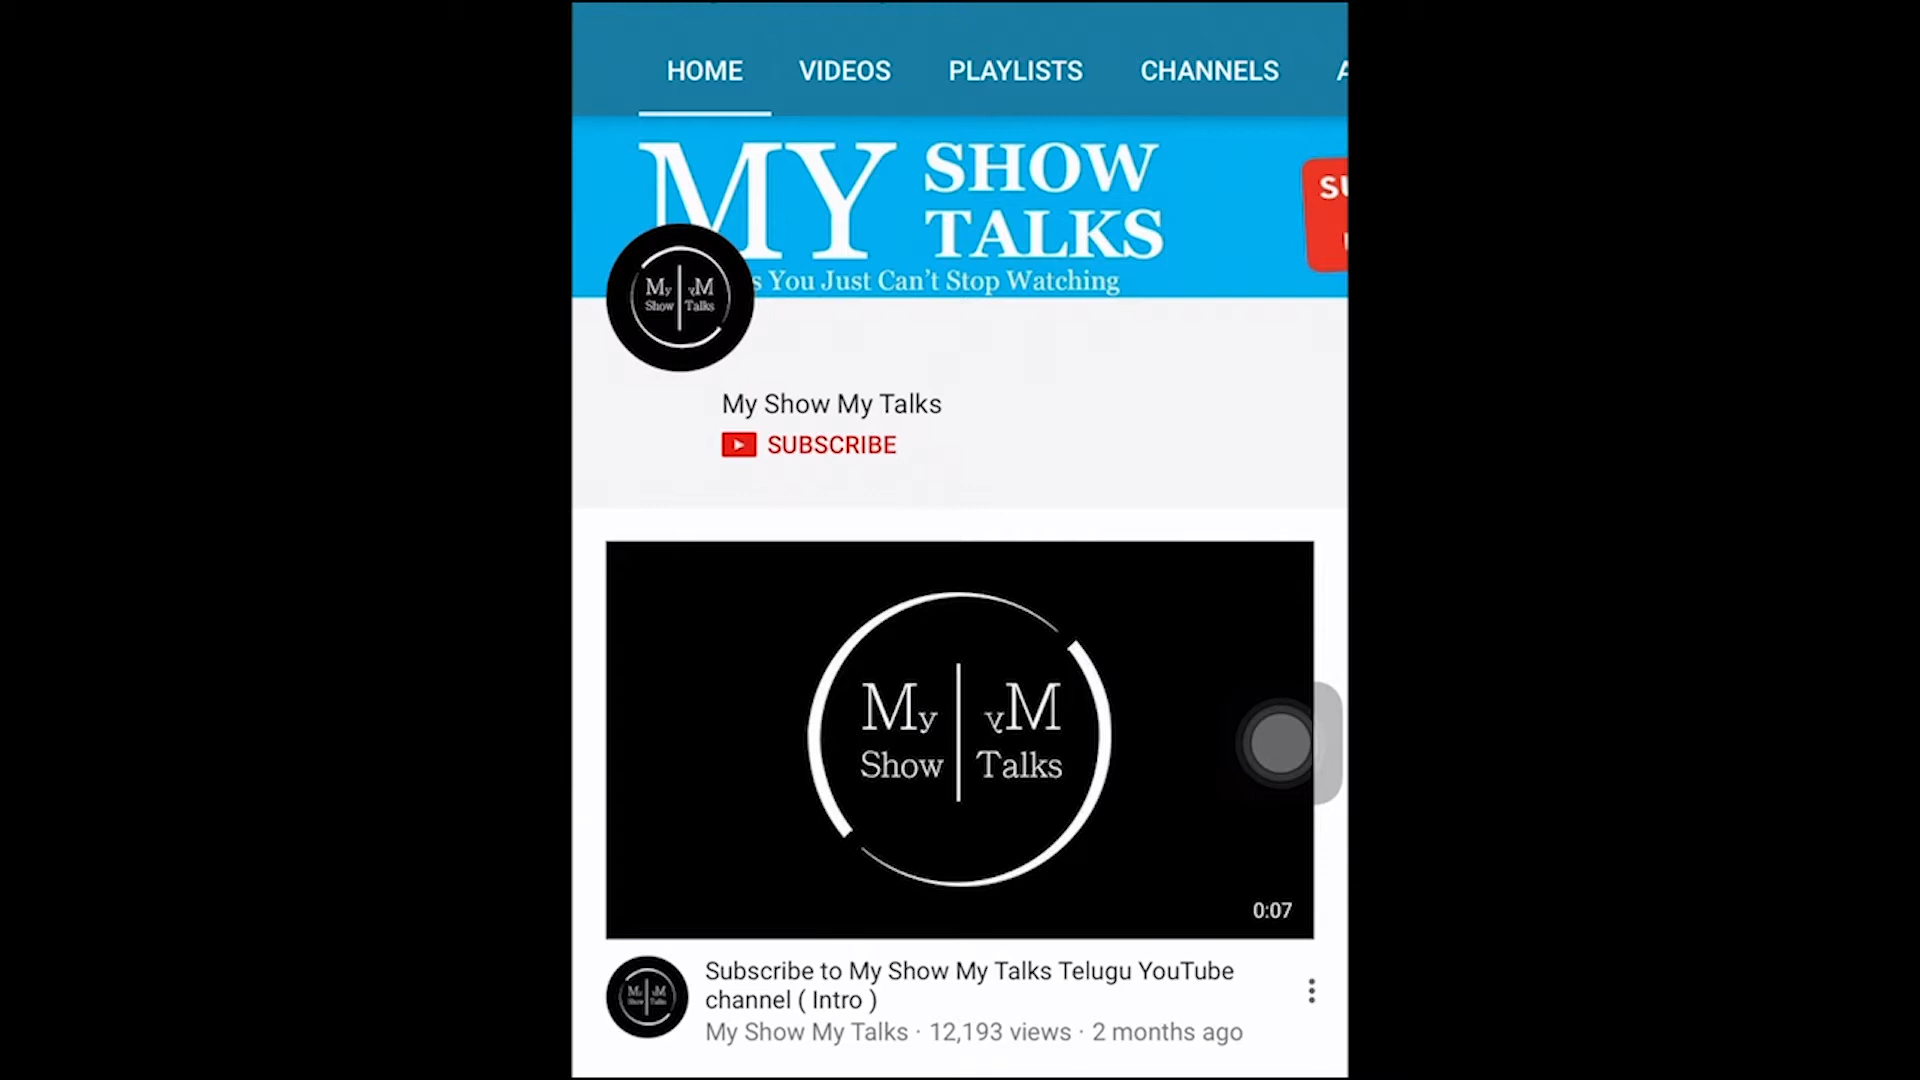 HOME VIDEOS PLAYLISTS CHANNELS
MY SHOW
TALKS
You Just Can't Stop Watching
My yM
Show Talks
My Show My Talks
SUBSCRIBE
My yM
Show Talks
0:07
Subscribe to My Show My Talks Telugu YouTube
channel ( Intro )
My Show My Talks · 12,193 views · 2 months ago